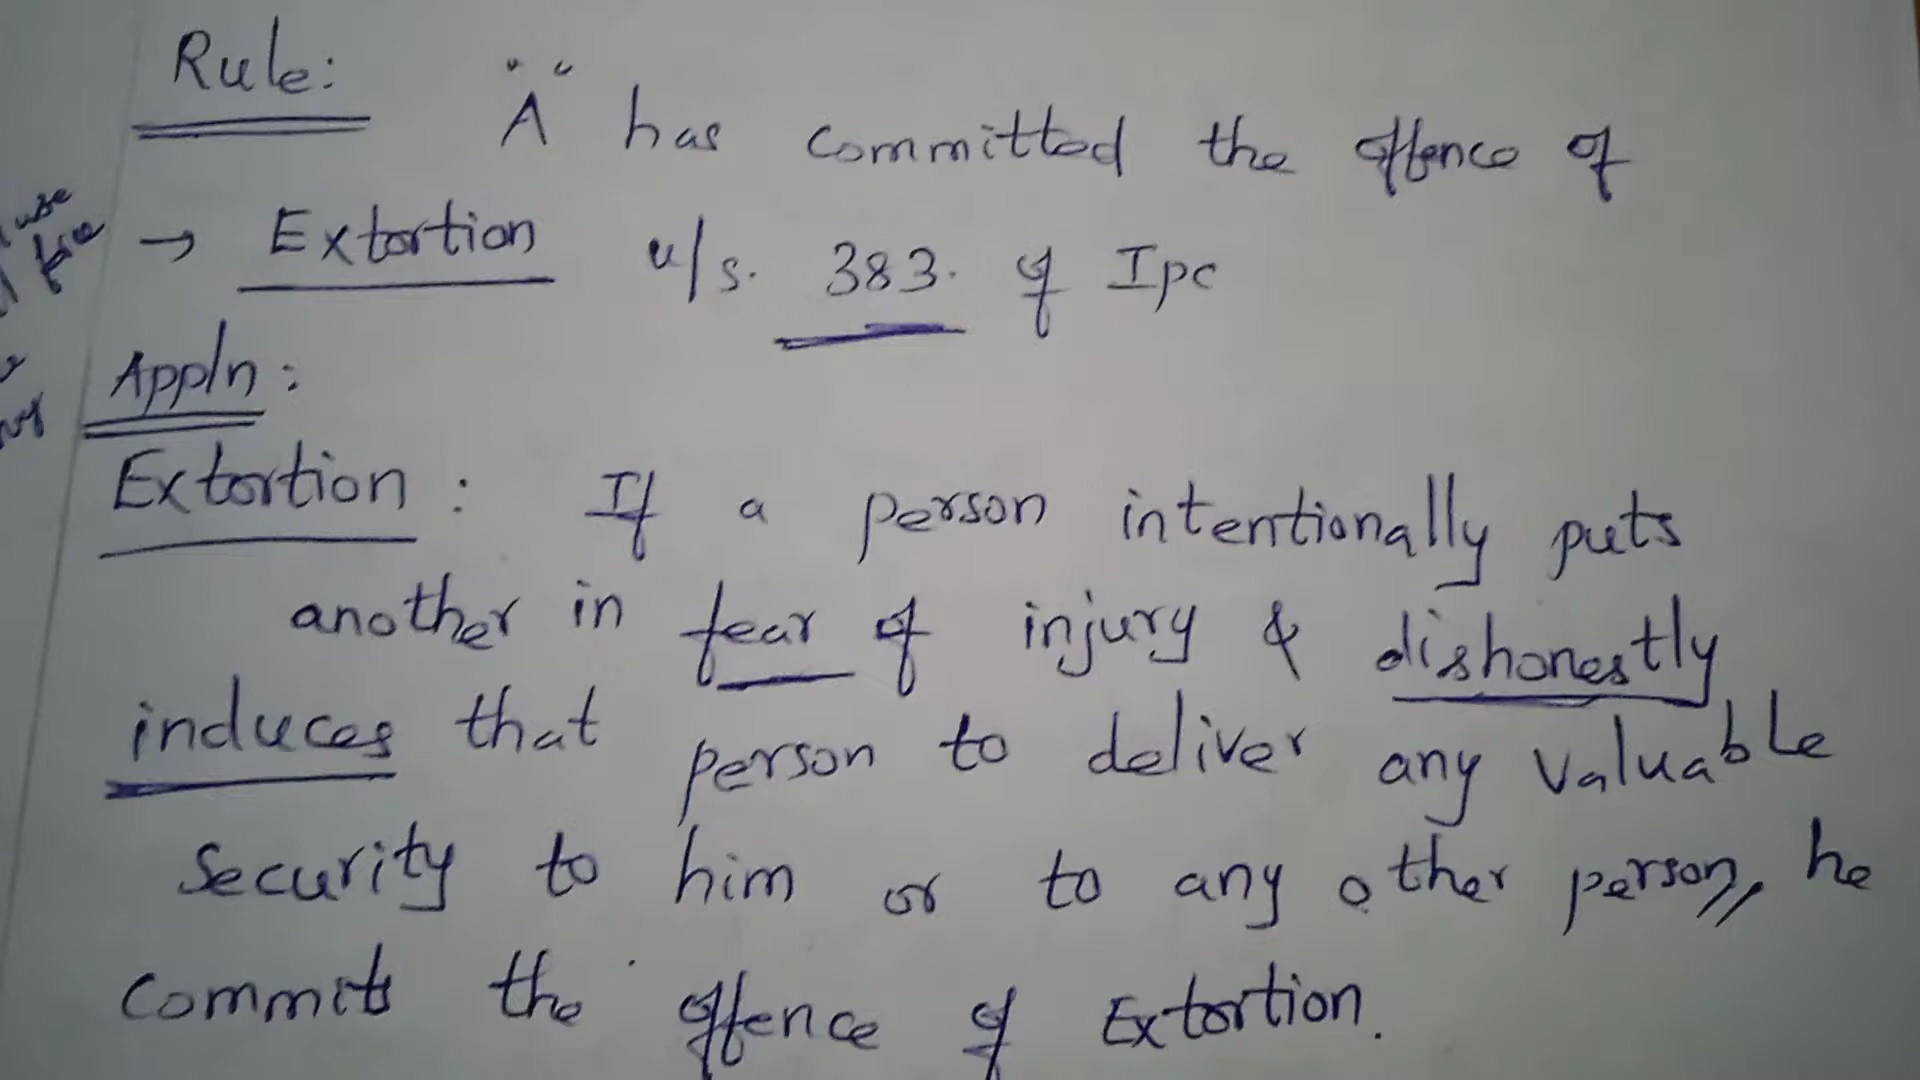 Rule: "A" has committed the offence of
→ Extortion u/s. 383. of Ipc
Appln:
Extortion: If a person intentionally puts
another in fear of injury & dishonestly
induces that person to deliver any valuable
Security to him or to any other person, he
commits the offence of Extortion.
use